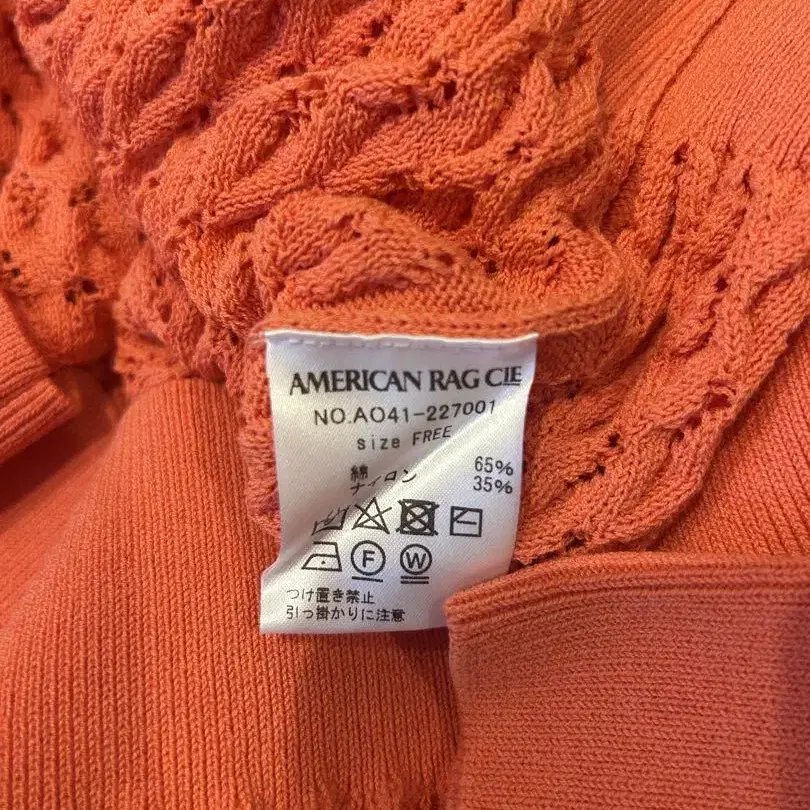 AMERICAN RAG CIE
NO.AO41-227001
size FREE
綿 65%
ナイロン 35%
F W
つけ置き禁止
引っ掛かりに注意